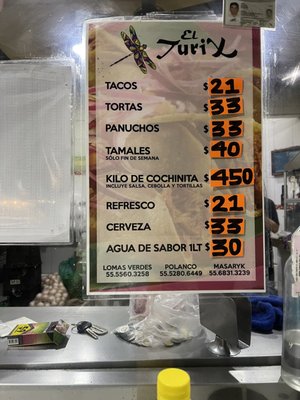 El
TuriX
TACOS $21
TORTAS $33
PANUCHOS $33
TAMALES $40
SÓLO FIN DE SEMANA
KILO DE COCHINITA $450
INCLUYE SALSA, CEBOLLA Y TORTILLAS
REFRESCO $21
CERVEZA $33
AGUA DE SABOR 1LT $30
LOMAS VERDES POLANCO MASARYK
55.5560.3258 55.5280.6449 55.6831.3239